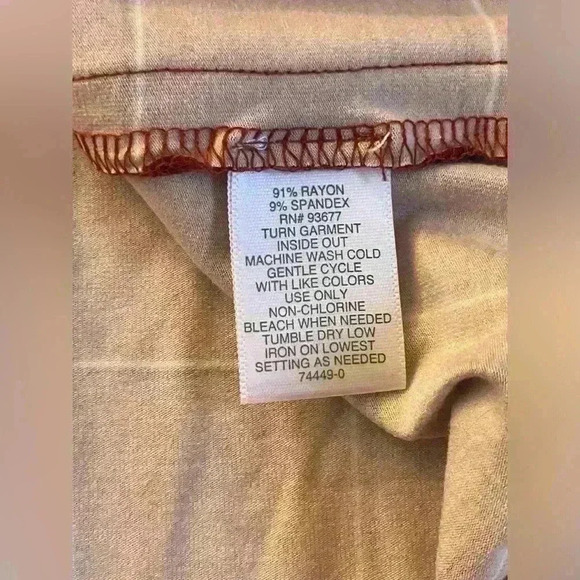 91% RAYON
9% SPANDEX
RN# 93677
TURN GARMENT
INSIDE OUT
MACHINE WASH COLD
GENTLE CYCLE
WITH LIKE COLORS
USE ONLY
NON-CHLORINE
BLEACH WHEN NEEDED
TUMBLE DRY LOW
IRON ON LOWEST
SETTING AS NEEDED
74449-0